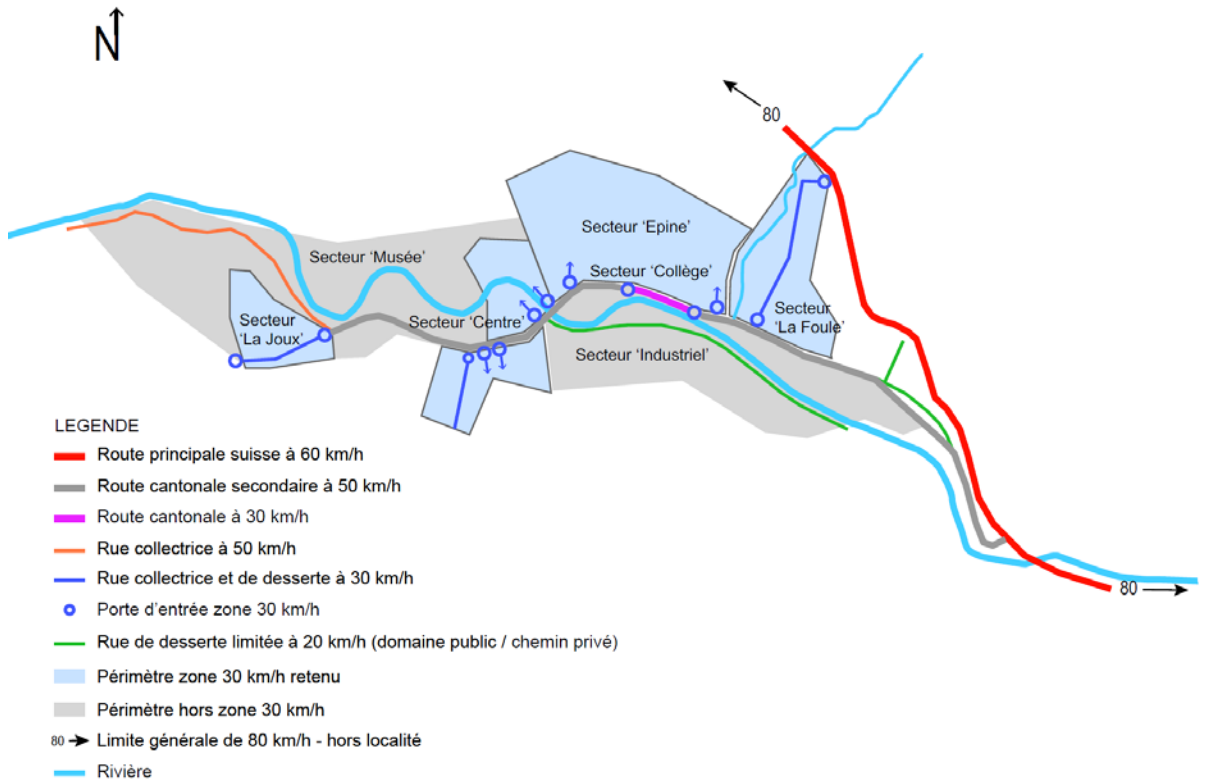 N
80
Secteur 'Epine'
Secteur 'Musée'
Secteur 'Collège'
Secteur
'La Joux'
Secteur 'Centre'
Secteur
'La Foule'
Secteur 'Industriel'
80
LEGENDE
Route principale suisse à 60 km/h
Route cantonale secondaire à 50 km/h
Route cantonale à 30 km/h
Rue collectrice à 50 km/h
Rue collectrice et de desserte à 30 km/h
Porte d'entrée zone 30 km/h
Rue de desserte limitée à 20 km/h (domaine public / chemin privé)
Périmètre zone 30 km/h retenu
Périmètre hors zone 30 km/h
80 Limite générale de 80 km/h - hors localité
Rivière